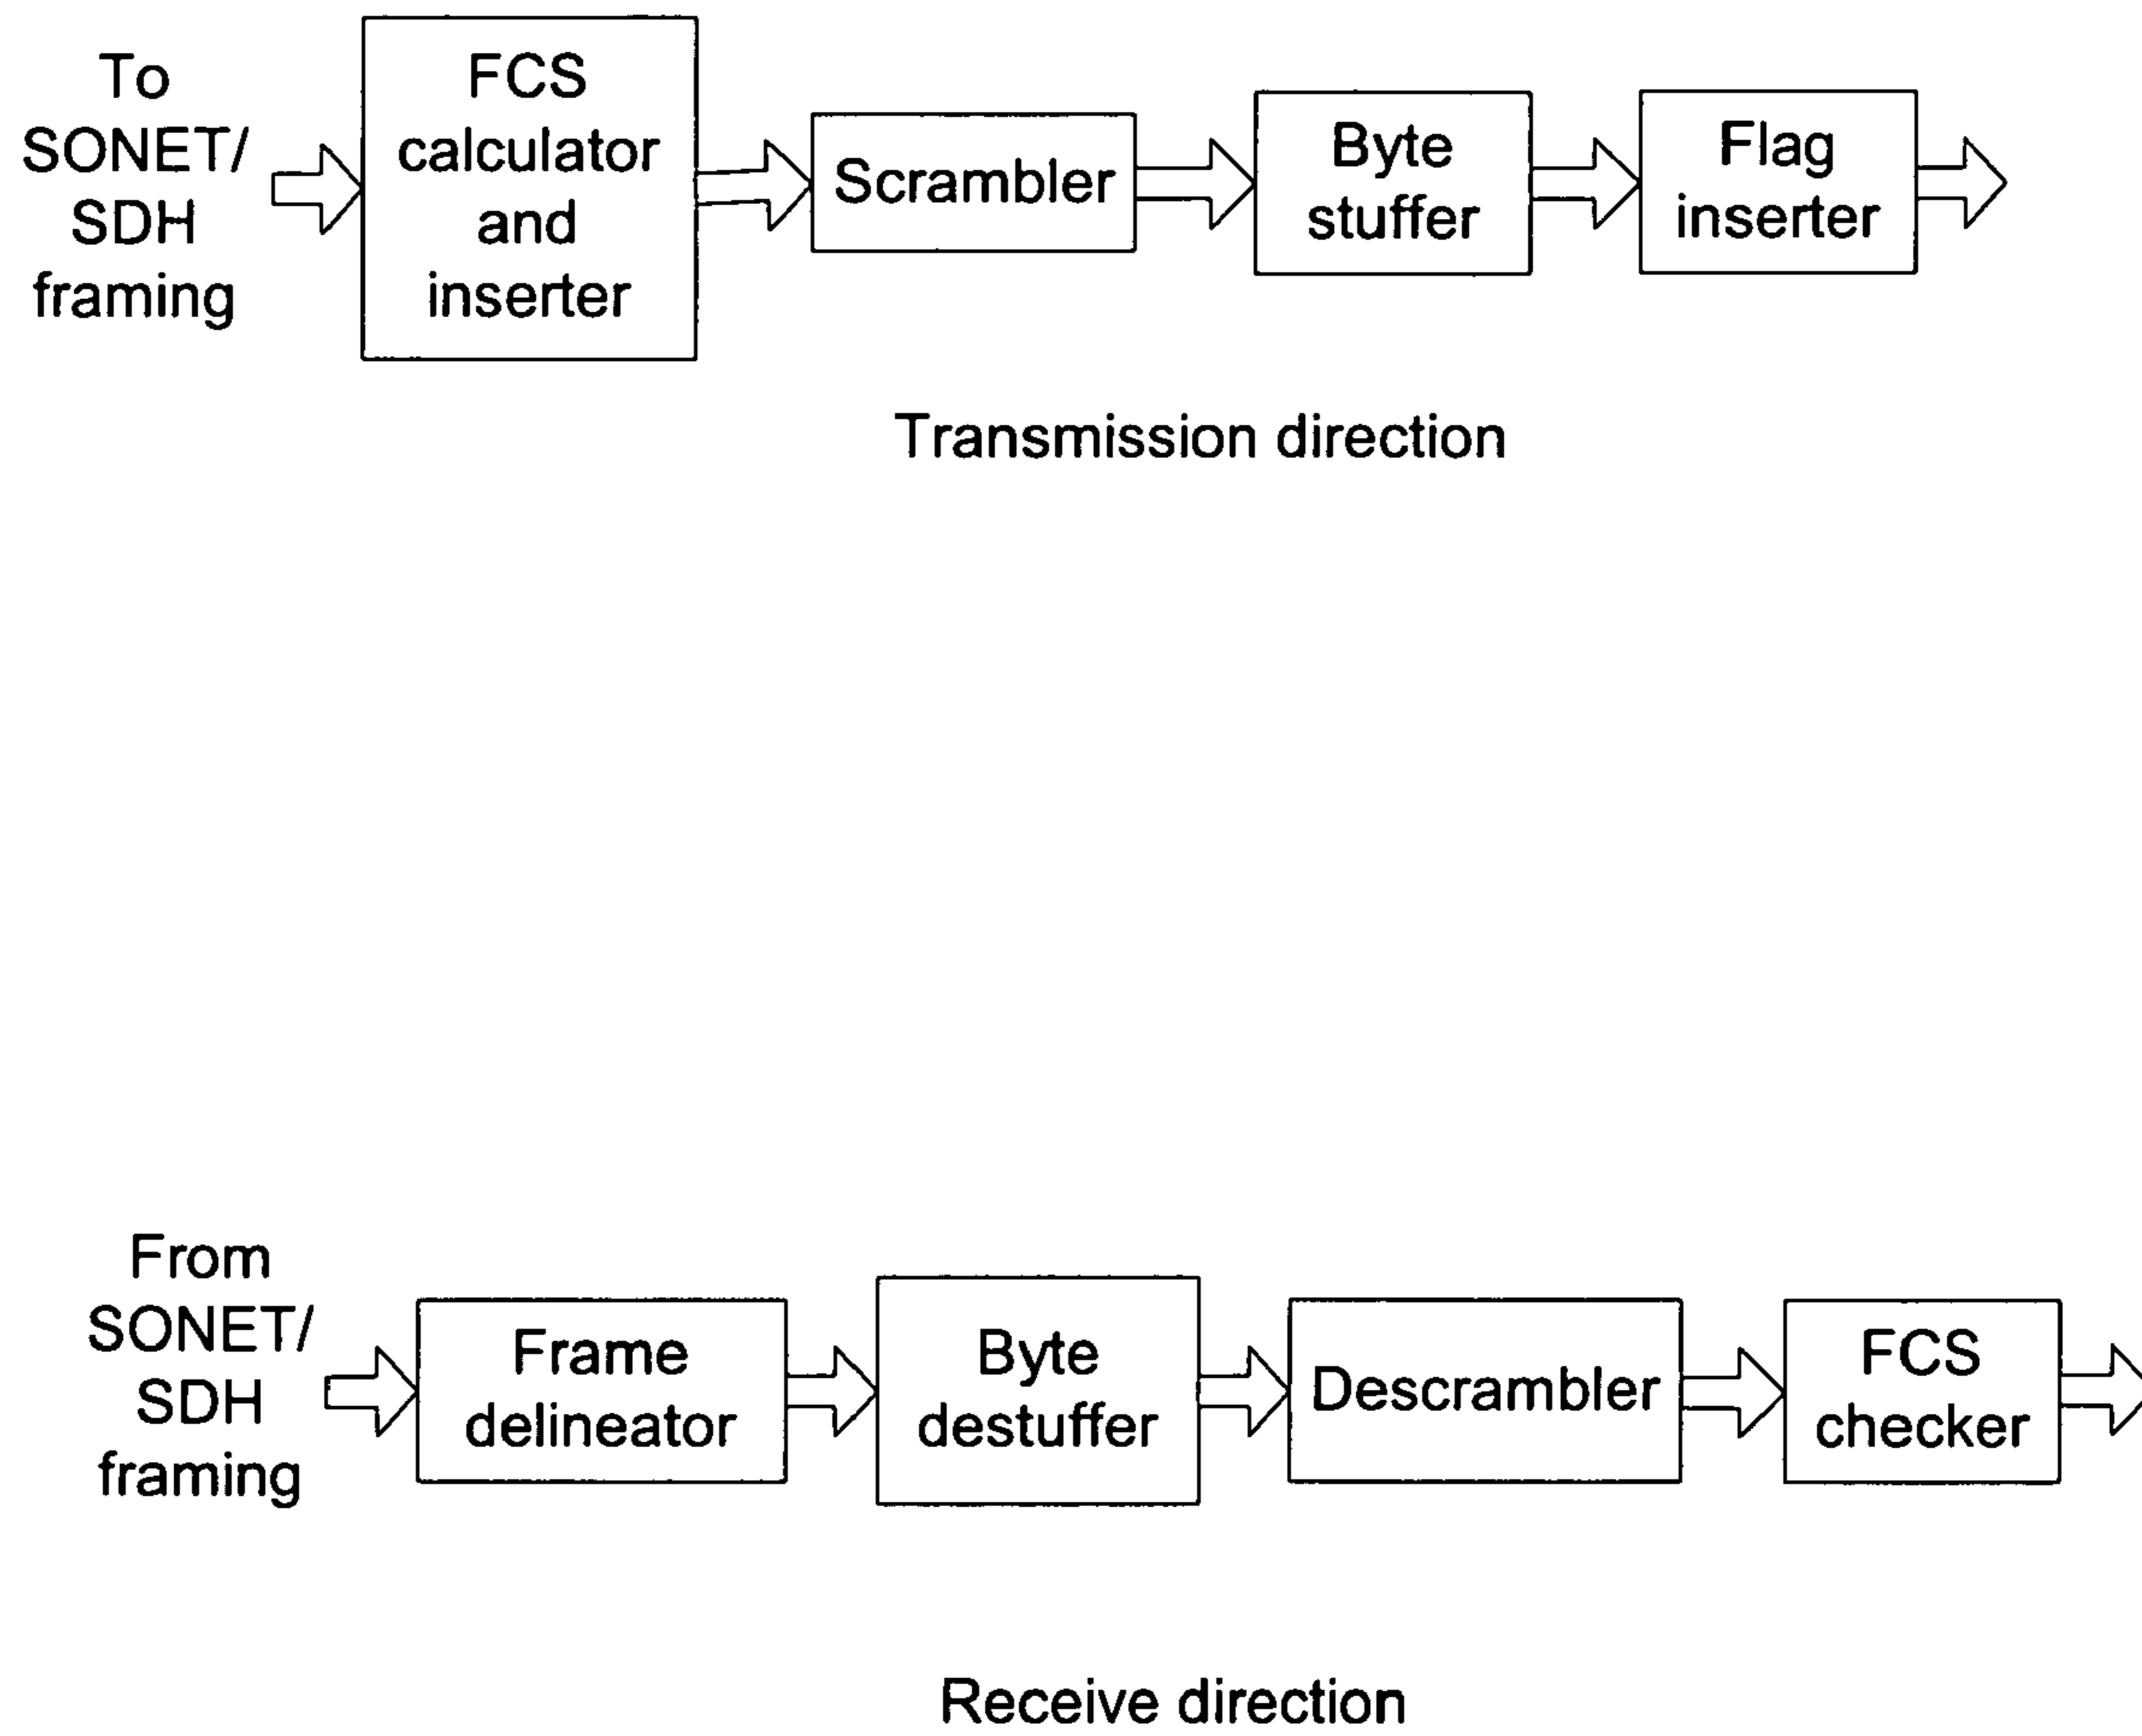 To
SONET/
SDH
framing
FCS
calculator
and
inserter
Scrambler
Byte
stuffer
Flag
inserter
Transmission direction
From
SONET/
SDH
framing
Frame
delineator
Byte
destuffer
Descrambler
FCS
checker
Receive direction